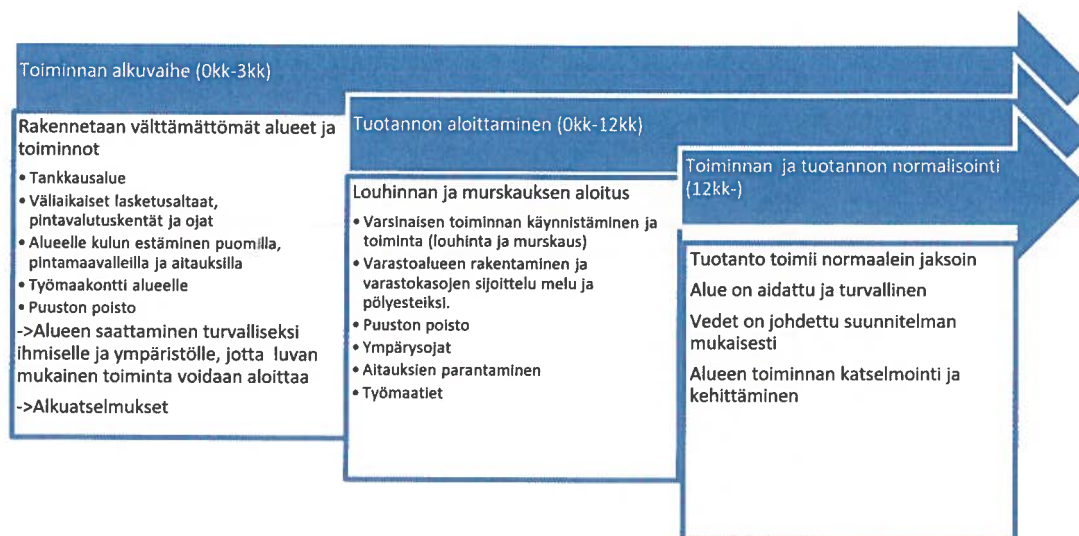 Toiminnan alkuvaihe (0kk-3kk)
Rakennetaan välttämättömät alueet ja
toiminnot
• Tankkausalue
• Väliaikaiset lasketusaltaat,
pintavalutuskentät ja ojat
• Alueelle kulun estäminen puomilla,
pintamaavalleilla ja aitauksilla
• Työmaakontti alueelle
• Puuston poisto
->Alueen saattaminen turvalliseksi
ihmiselle ja ympäristölle, jotta luvan
mukainen toiminta voidaan aloittaa
->Alkuatselmukset
Tuotannon aloittaminen (0kk-12kk)
Louhinnan ja murskauksen aloitus
• Varsinaisen toiminnan käynnistäminen ja
toiminta (louhinta ja murskaus)
• Varastoalueen rakentaminen ja
varastokasojen sijoittelu melu ja
pölyesteiksi.
• Puuston poisto
• Ympärysojat
• Aitauksien parantaminen
• Työmaatiet
Toiminnan ja tuotannon normalisointi
(12kk-)
Tuotanto toimii normaalein jaksoin
Alue on aidattu ja turvallinen
Vedet on johdettu suunnitelman
mukaisesti
Alueen toiminnan katselmointi ja
kehittäminen